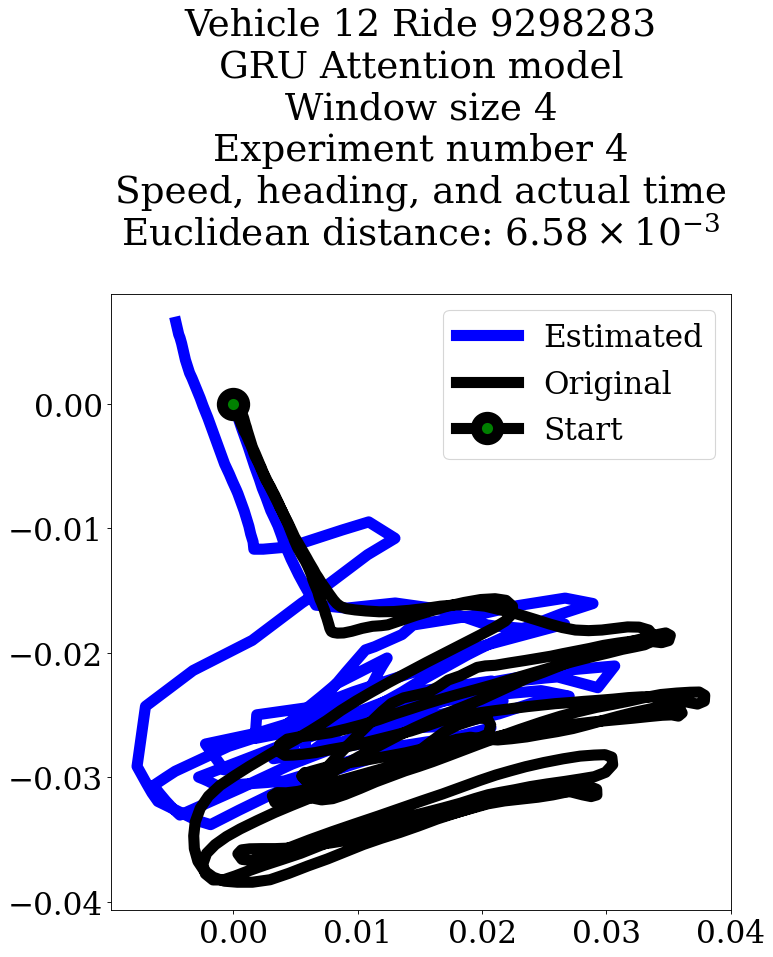 Vehicle 12 Ride 9298283
GRU Attention model
Window size 4
Experiment number 4
Speed, heading, and actual time
Euclidean distance: 6.58 × 10⁻³
Estimated
Original
Start
0.00
−0.01
−0.02
−0.03
−0.04
0.00 0.01 0.02 0.03 0.04